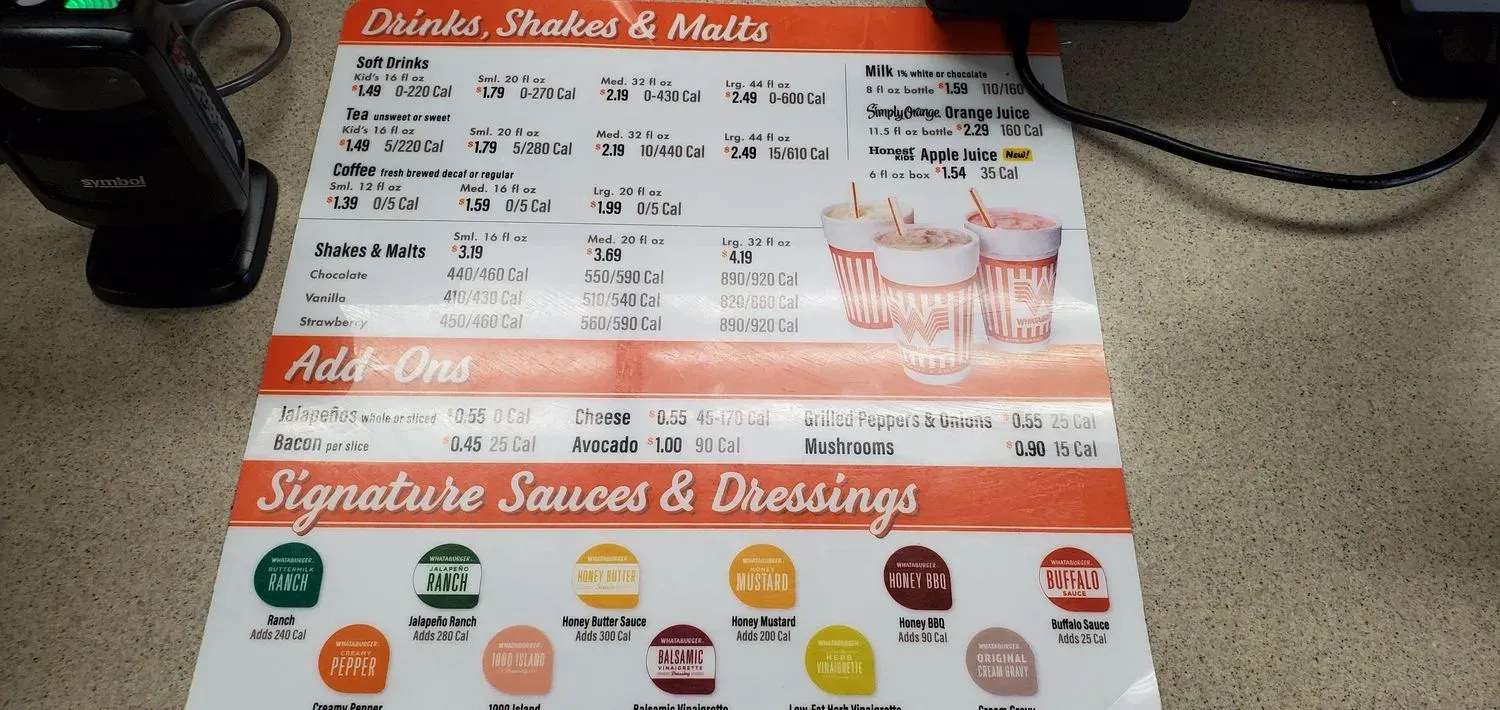 symbol
Drinks, Shakes & Malts
Soft Drinks
Kid's 16 fl oz Sml. 20 fl oz Med. 32 fl oz Lrg. 44 fl oz
$1.49 0-220 Cal $1.79 0-270 Cal $2.19 0-430 Cal $2.49 0-600 Cal
Tea unsweet or sweet
Kid's 16 fl oz Sml. 20 fl oz Med. 32 fl oz Lrg. 44 fl oz
$1.49 5/220 Cal $1.79 5/280 Cal $2.19 10/440 Cal $2.49 15/610 Cal
Coffee fresh brewed decaf or regular
Sml. 12 fl oz Med. 16 fl oz Lrg. 20 fl oz
$1.39 0/5 Cal $1.59 0/5 Cal $1.99 0/5 Cal
Milk 1% white or chocolate
8 fl oz bottle $1.59 110/160
Simply Orange Orange Juice
11.5 fl oz bottle $2.29 160 Cal
Honest KIDS Apple Juice New!
6 fl oz box $1.54 35 Cal
Sml. 16 fl oz Med. 20 fl oz Lrg. 32 fl oz
Shakes & Malts $3.19 $3.69 $4.19
Chocolate 440/460 Cal 550/590 Cal 890/920 Cal
Vanilla 410/430 Cal 510/540 Cal 820/860 Cal
Strawberry 450/460 Cal 560/590 Cal 890/920 Cal
Add-Ons
Jalapeños whole or sliced $0.55 0 Cal Cheese $0.55 45-170 Cal Grilled Peppers & Onions $0.55 25 Cal
Bacon per slice $0.45 25 Cal Avocado $1.00 90 Cal Mushrooms $0.90 15 Cal
Signature Sauces & Dressings
WHATABURGER WHATABURGER WHATABURGER WHATABURGER WHATABURGER WHATABURGER
BUTTERMILK RANCH JALAPEÑO RANCH HONEY BUTTER HONEY MUSTARD HONEY BBQ BUFFALO SAUCE
Ranch Jalapeño Ranch Honey Butter Sauce Honey Mustard Honey BBQ Buffalo Sauce
Adds 240 Cal Adds 280 Cal Adds 300 Cal Adds 200 Cal Adds 90 Cal Adds 25 Cal
WHATABURGER WHATABURGER WHATABURGER WHATABURGER WHATABURGER
CREAMY PEPPER 1000 ISLAND BALSAMIC VINAIGRETTE Dressing HERB VINAIGRETTE ORIGINAL CREAM GRAVY
Creamy Pepper 1000 Island Balsamic Vinaigrette Low Fat Herb Vinaigrette Cream Gravy